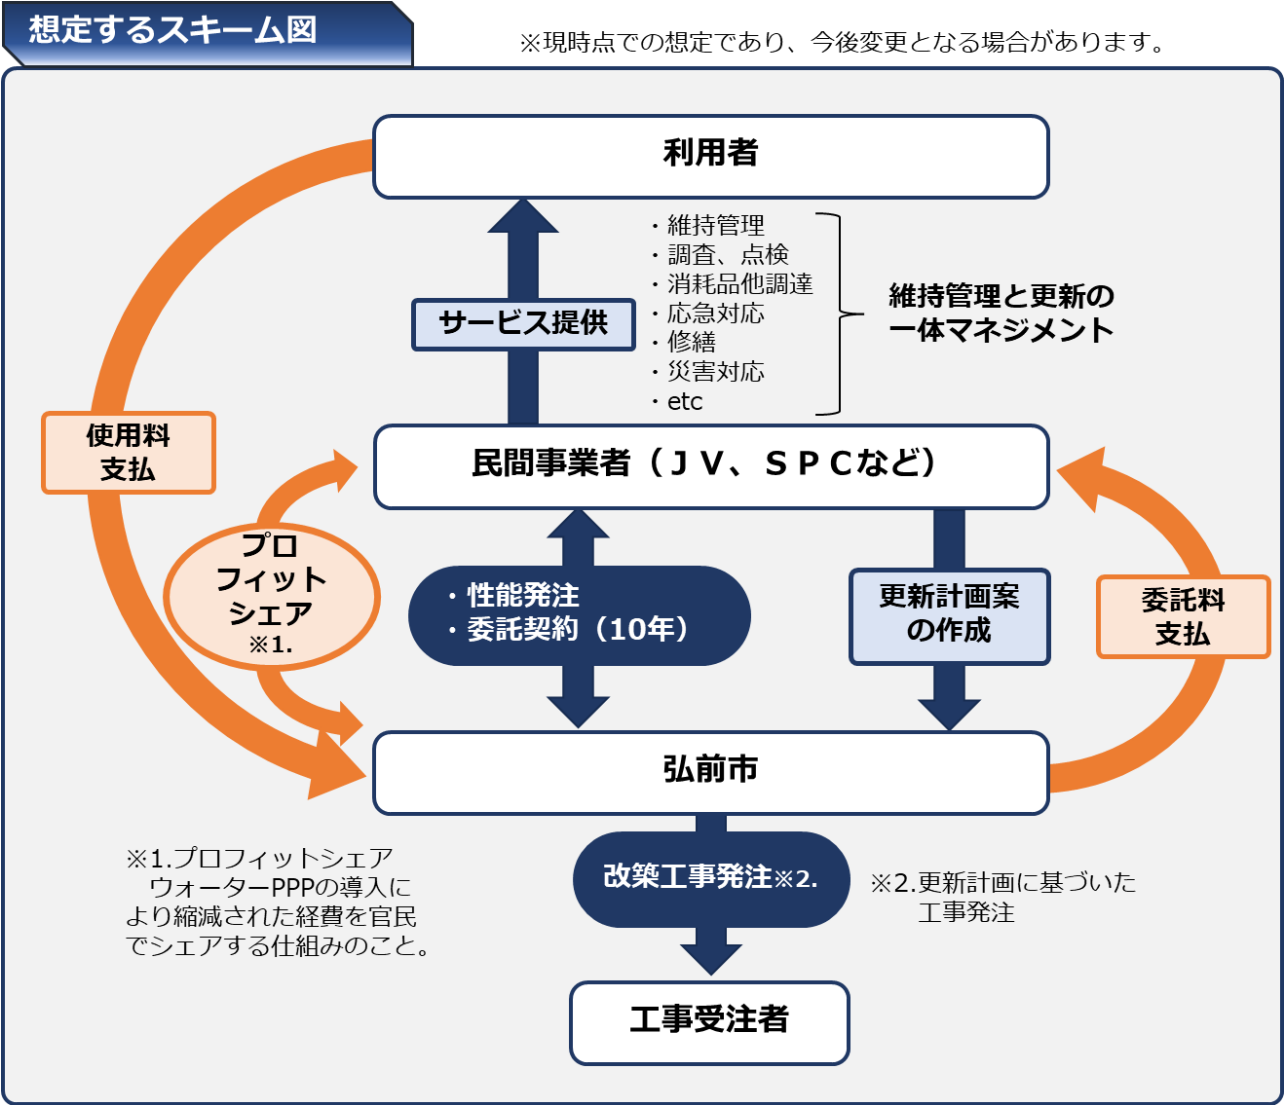 想定するスキーム図
※現時点での想定であり、今後変更となる場合があります。
利用者
・維持管理
・調査、点検
・消耗品他調達
・応急対応
・修繕
・災害対応
・etc
維持管理と更新の
一体マネジメント
サービス提供
使用料
支払
民間事業者（ＪＶ、ＳＰＣなど）
プロ
フィット
シェア
※1.
・性能発注
・委託契約（10年）
更新計画案
の作成
委託料
支払
弘前市
※1.プロフィットシェア
ウォーターPPPの導入に
より縮減された経費を官民
でシェアする仕組みのこと。
改築工事発注※2.
※2.更新計画に基づいた
工事発注
工事受注者